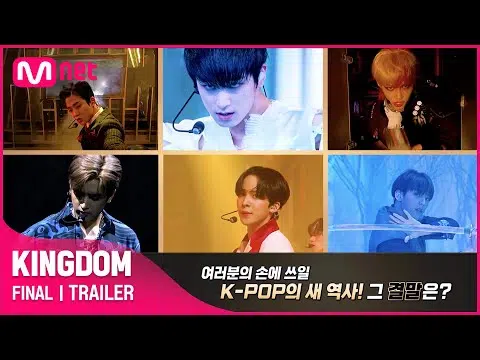 Mnet
KINGDOM
FINAL | TRAILER
여러분의 손에 쓰일
K-POP의 새 역사! 그 결말은?